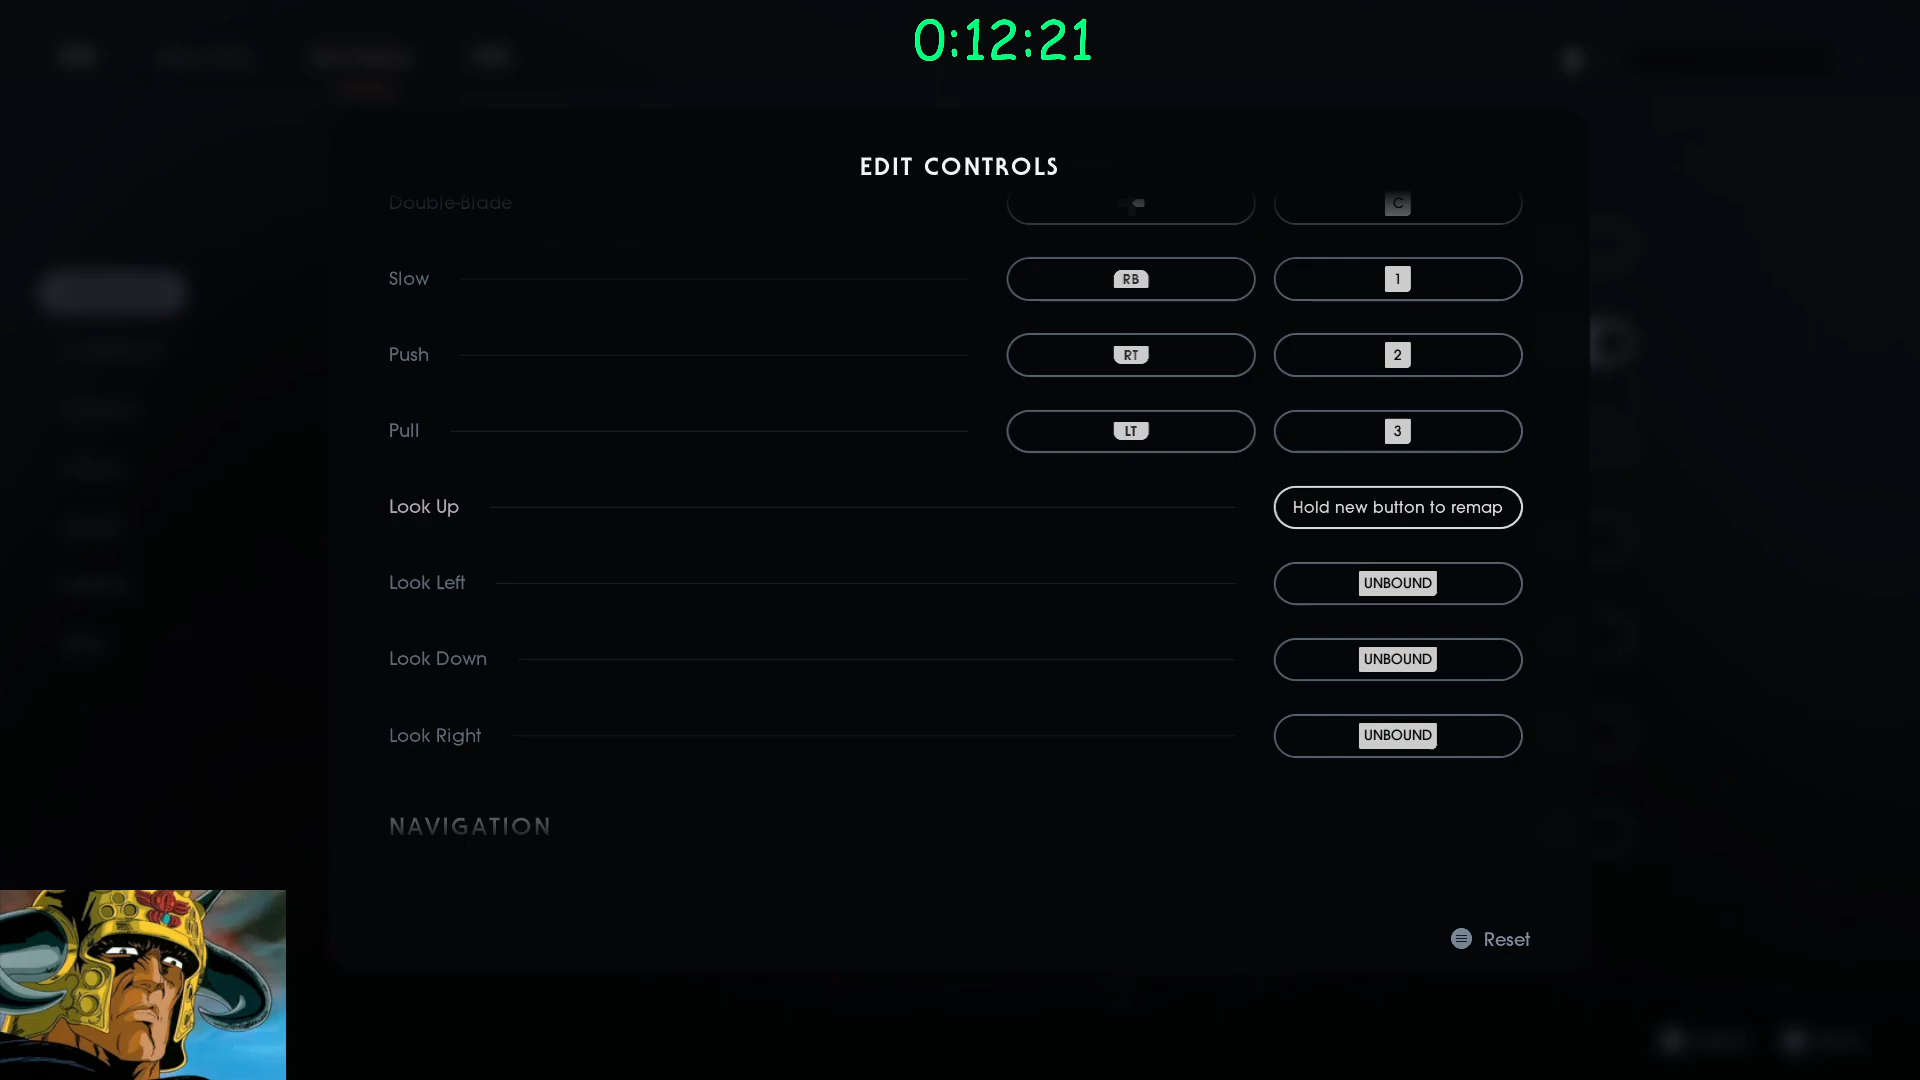 0:12:21
EDIT CONTROLS
Double-Blade C
Slow RB 1
Push RT 2
Pull LT 3
Look Up Hold new button to remap
Look Left UNBOUND
Look Down UNBOUND
Look Right UNBOUND
NAVIGATION
Reset